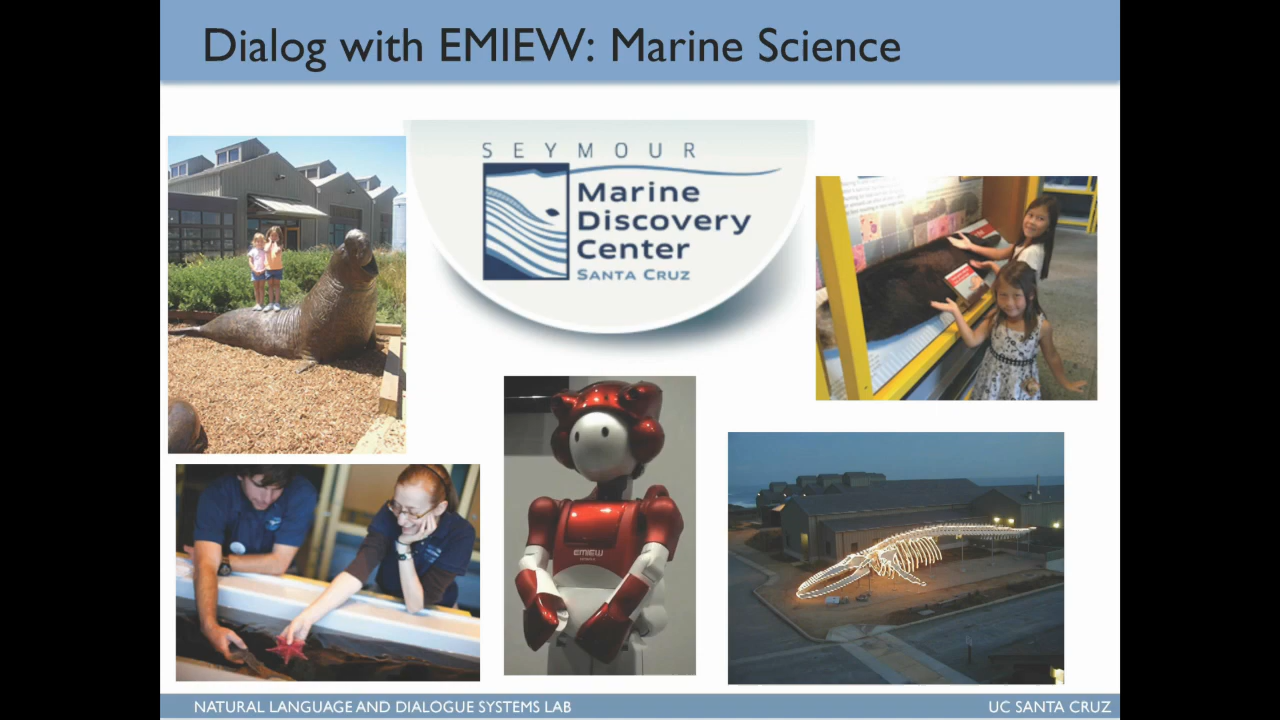 Dialog with EMIEW: Marine Science
SEYMOUR
Marine
Discovery
Center
SANTA CRUZ
EMIEW
NATURAL LANGUAGE AND DIALOGUE SYSTEMS LAB
UC SANTA CRUZ